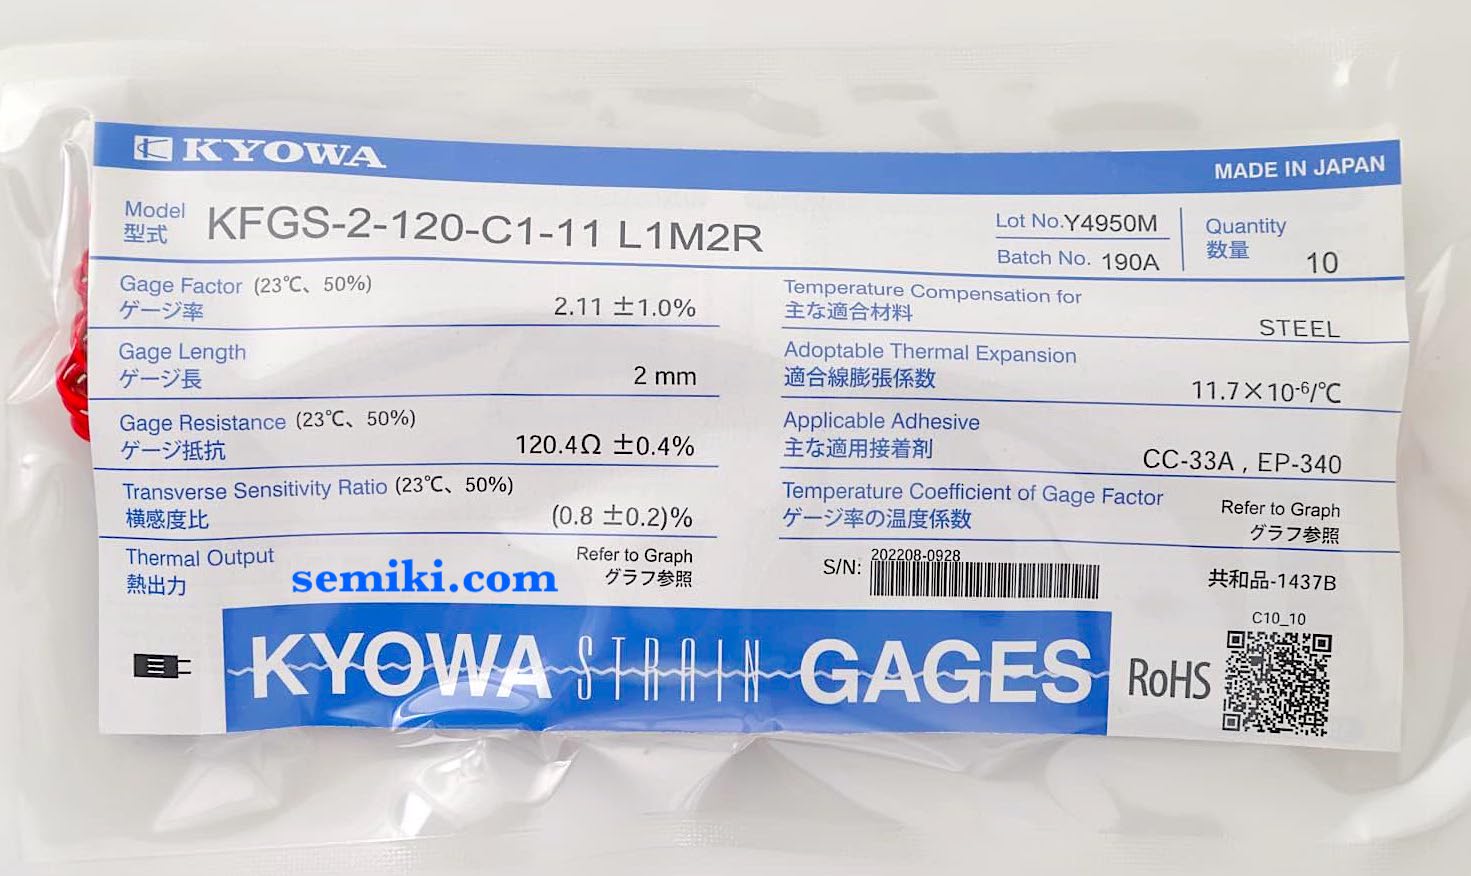 KYOWA
MADE IN JAPAN
Model
型式
KFGS-2-120-C1-11 L1M2R
Lot No.Y4950M
Batch No. 190A
Quantity
数量
10
Gage Factor (23℃、50%)
ゲージ率
2.11 ±1.0%
Gage Length
ゲージ長
2 mm
Gage Resistance (23℃、50%)
ゲージ抵抗
120.4Ω ±0.4%
Transverse Sensitivity Ratio (23℃、50%)
横感度比
(0.8 ±0.2)%
Thermal Output
熱出力
Refer to Graph
グラフ参照
Temperature Compensation for
主な適合材料
STEEL
Adoptable Thermal Expansion
適合線膨張係数
11.7×10-6/℃
Applicable Adhesive
主な適用接着剤
CC-33A , EP-340
Temperature Coefficient of Gage Factor
ゲージ率の温度係数
Refer to Graph
グラフ参照
S/N:
202208-0928
共和品-1437B
semiki.com
C10_10
KYOWA STRAIN GAGES
RoHS